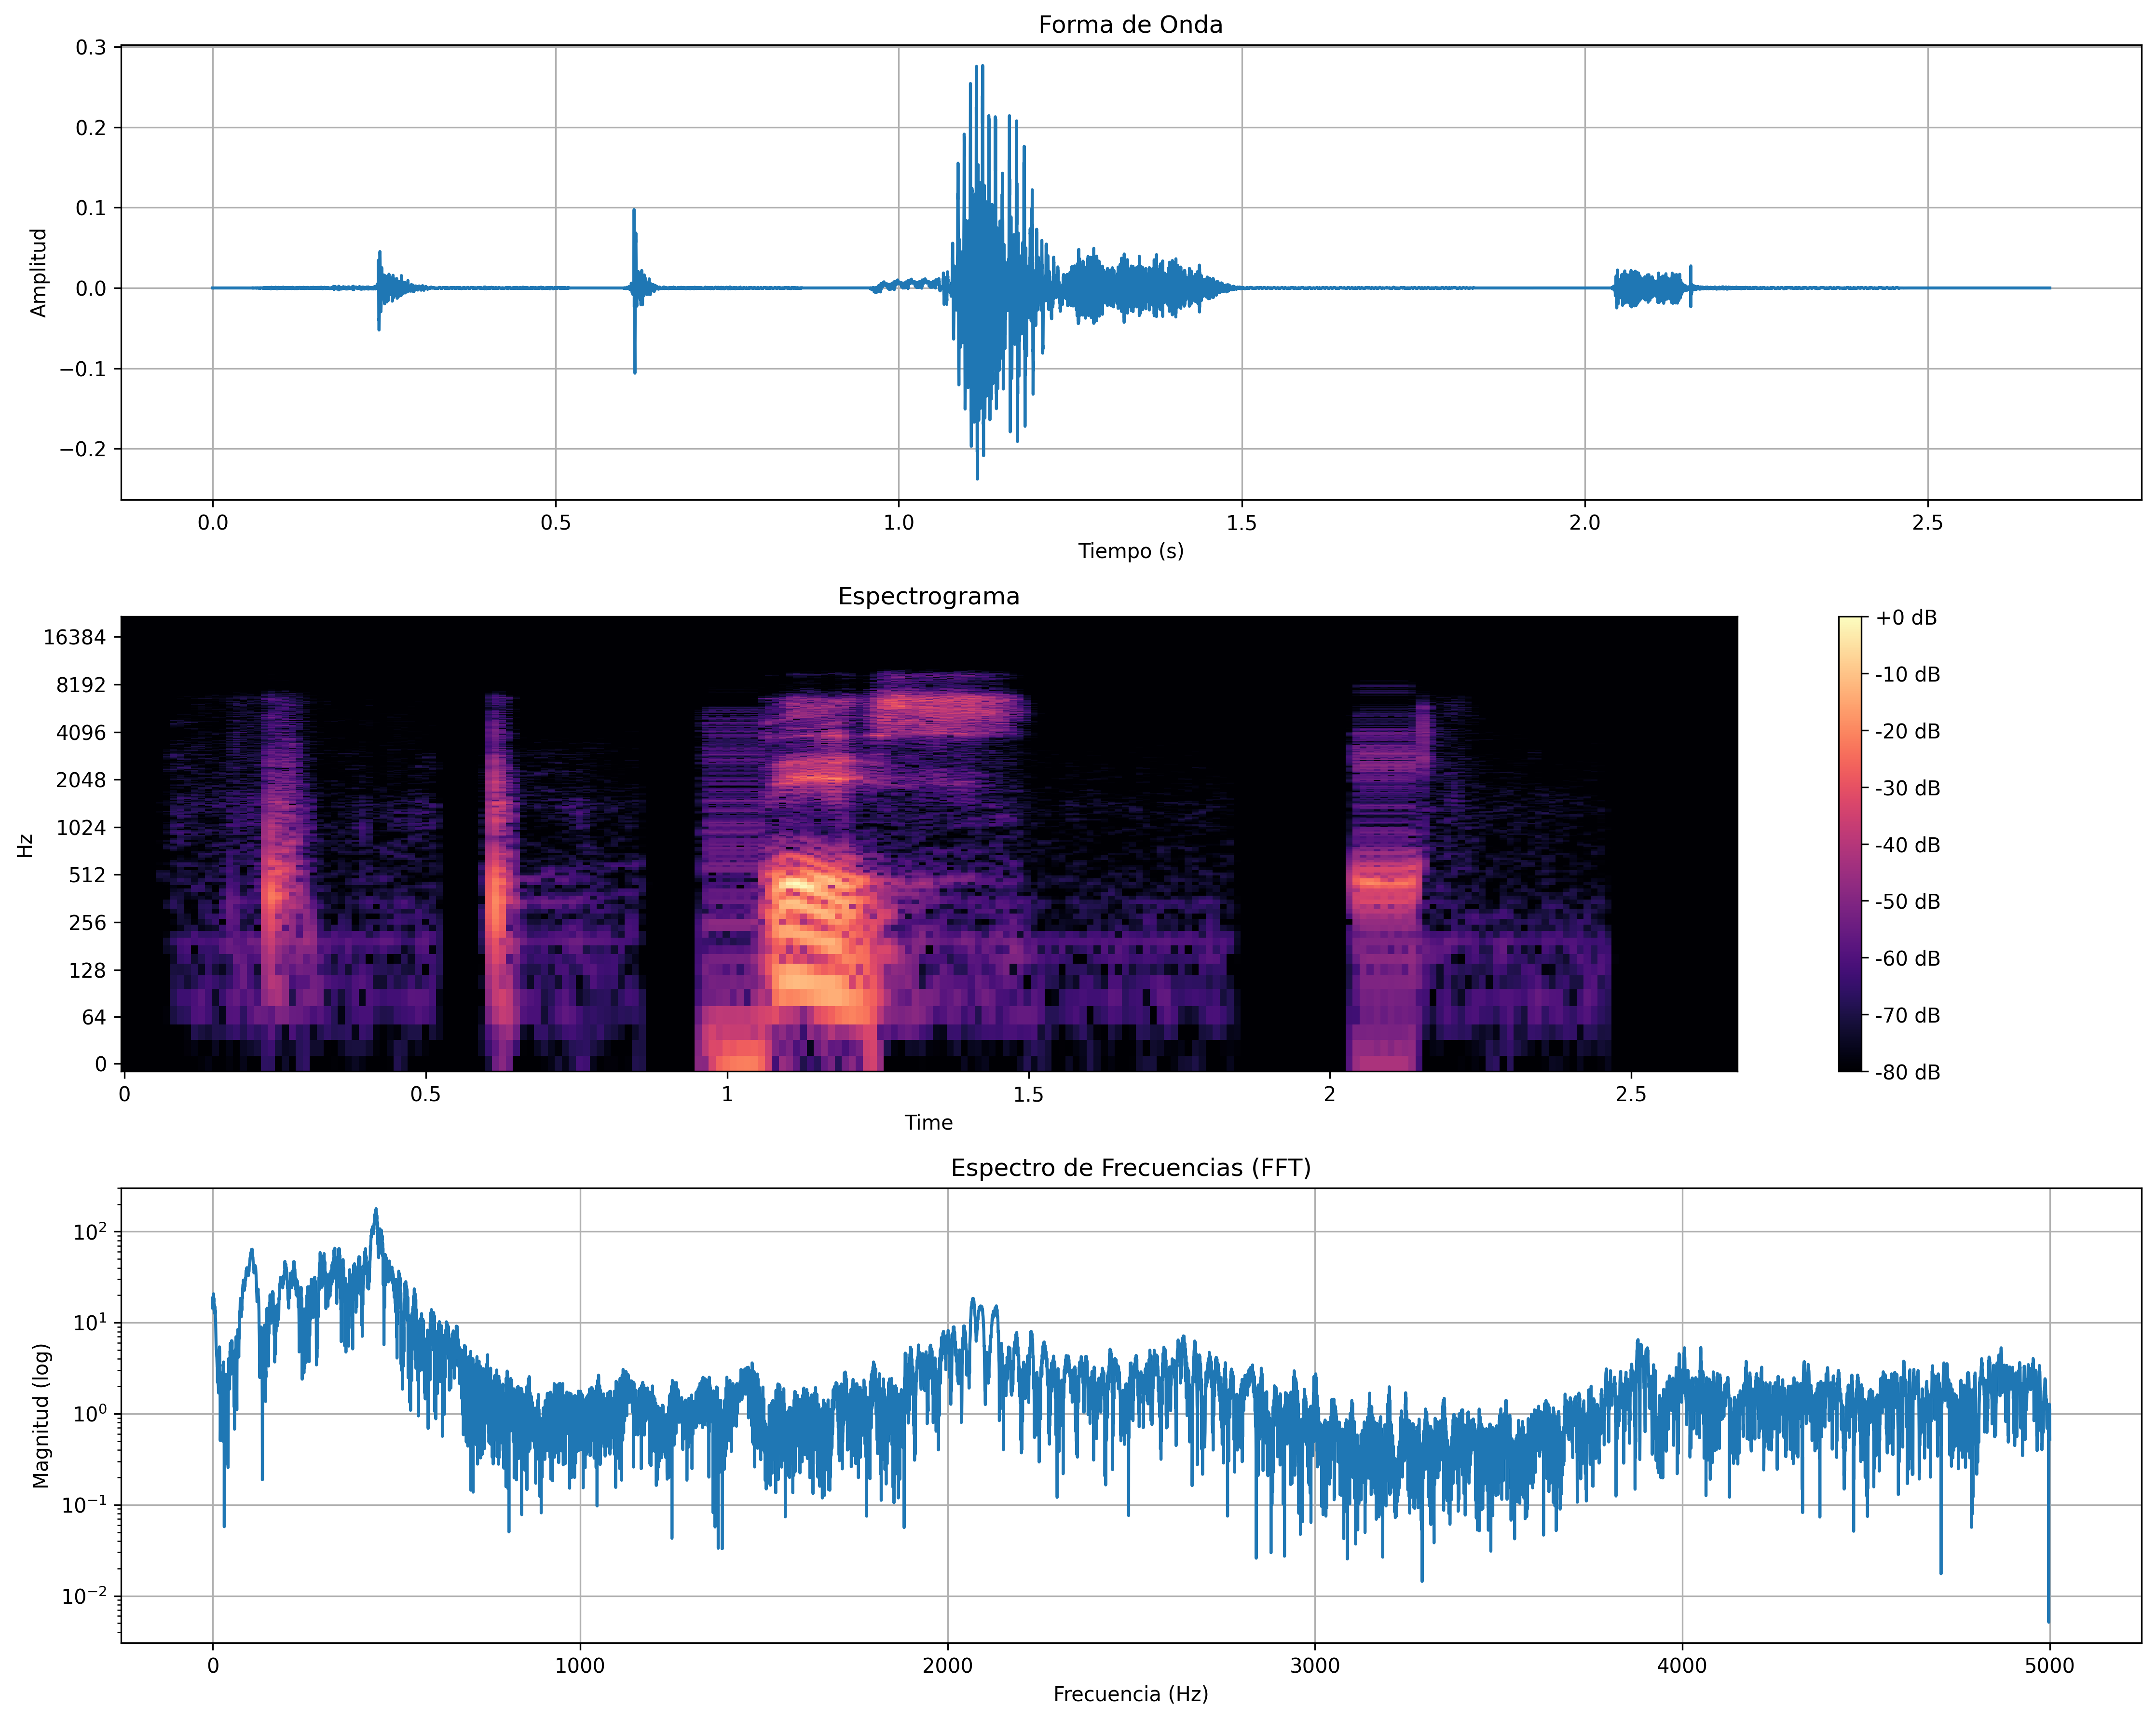 Forma de Onda
0.3
0.2
0.1
0.0
−0.1
−0.2
Amplitud
0.0 0.5 1.0 1.5 2.0 2.5
Tiempo (s)
Espectrograma
16384
8192
4096
2048
1024
512
256
128
64
0
Hz
0 0.5 1 1.5 2 2.5
Time
+0 dB
-10 dB
-20 dB
-30 dB
-40 dB
-50 dB
-60 dB
-70 dB
-80 dB
Espectro de Frecuencias (FFT)
10²
10¹
10⁰
10⁻¹
10⁻²
Magnitud (log)
0 1000 2000 3000 4000 5000
Frecuencia (Hz)